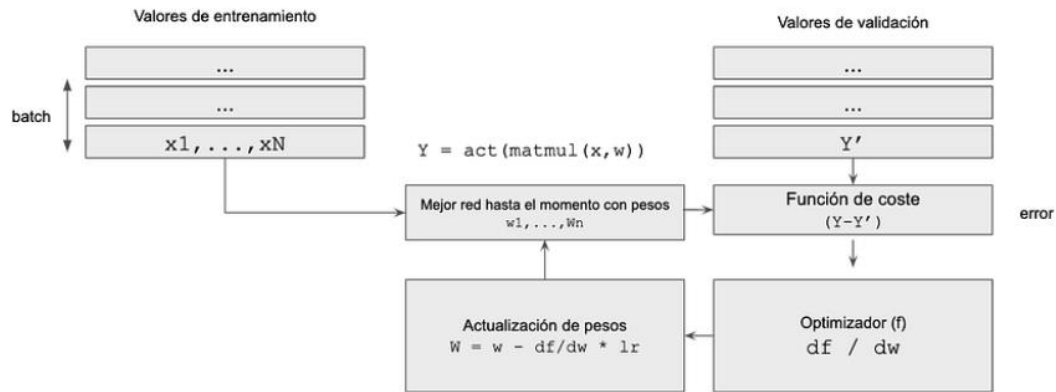 Valores de entrenamiento
Valores de validación
...
...
batch
x1,...,xN
...
...
Y'
Y = act(matmul(x,w))
Mejor red hasta el momento con pesos
w1,...,Wn
Función de coste
(Y-Y')
error
Actualización de pesos
W = w - df/dw * lr
Optimizador (f)
df / dw